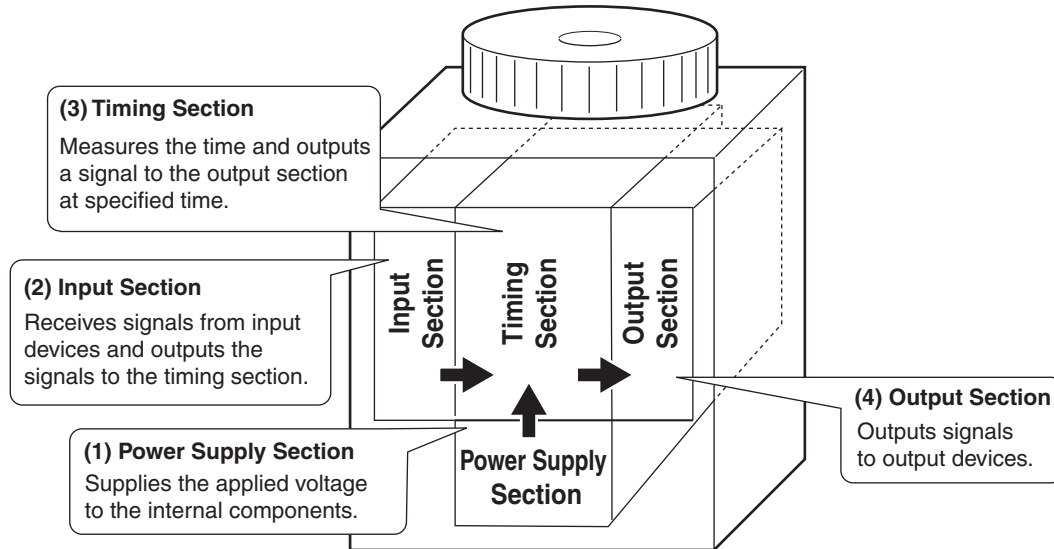 (3) Timing Section
Measures the time and outputs
a signal to the output section
at specified time.
(2) Input Section
Receives signals from input
devices and outputs the
signals to the timing section.
(1) Power Supply Section
Supplies the applied voltage
to the internal components.
Input
Section
Timing
Section
Output
Section
Power Supply
Section
(4) Output Section
Outputs signals
to output devices.